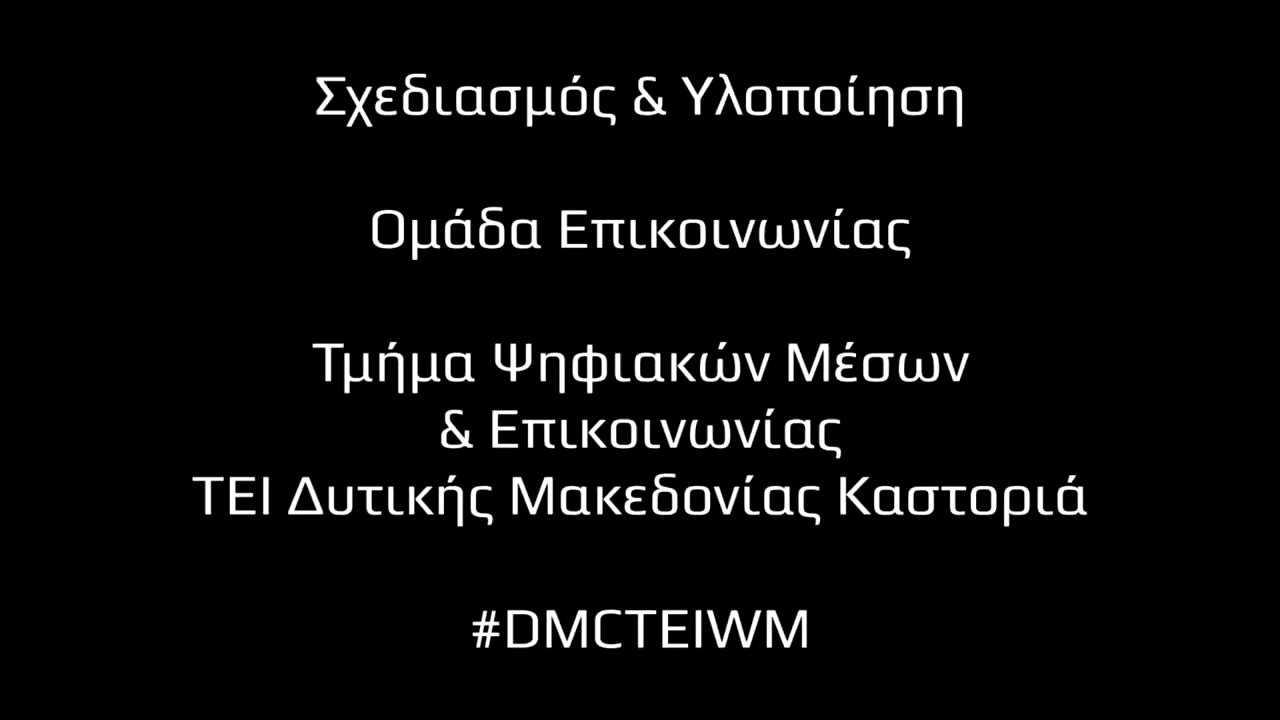 Σχεδιασμός & Υλοποίηση
Ομάδα Επικοινωνίας
Τμήμα Ψηφιακών Μέσων
& Επικοινωνίας
ΤΕΙ Δυτικής Μακεδονίας Καστοριά
#DMCTEIWM